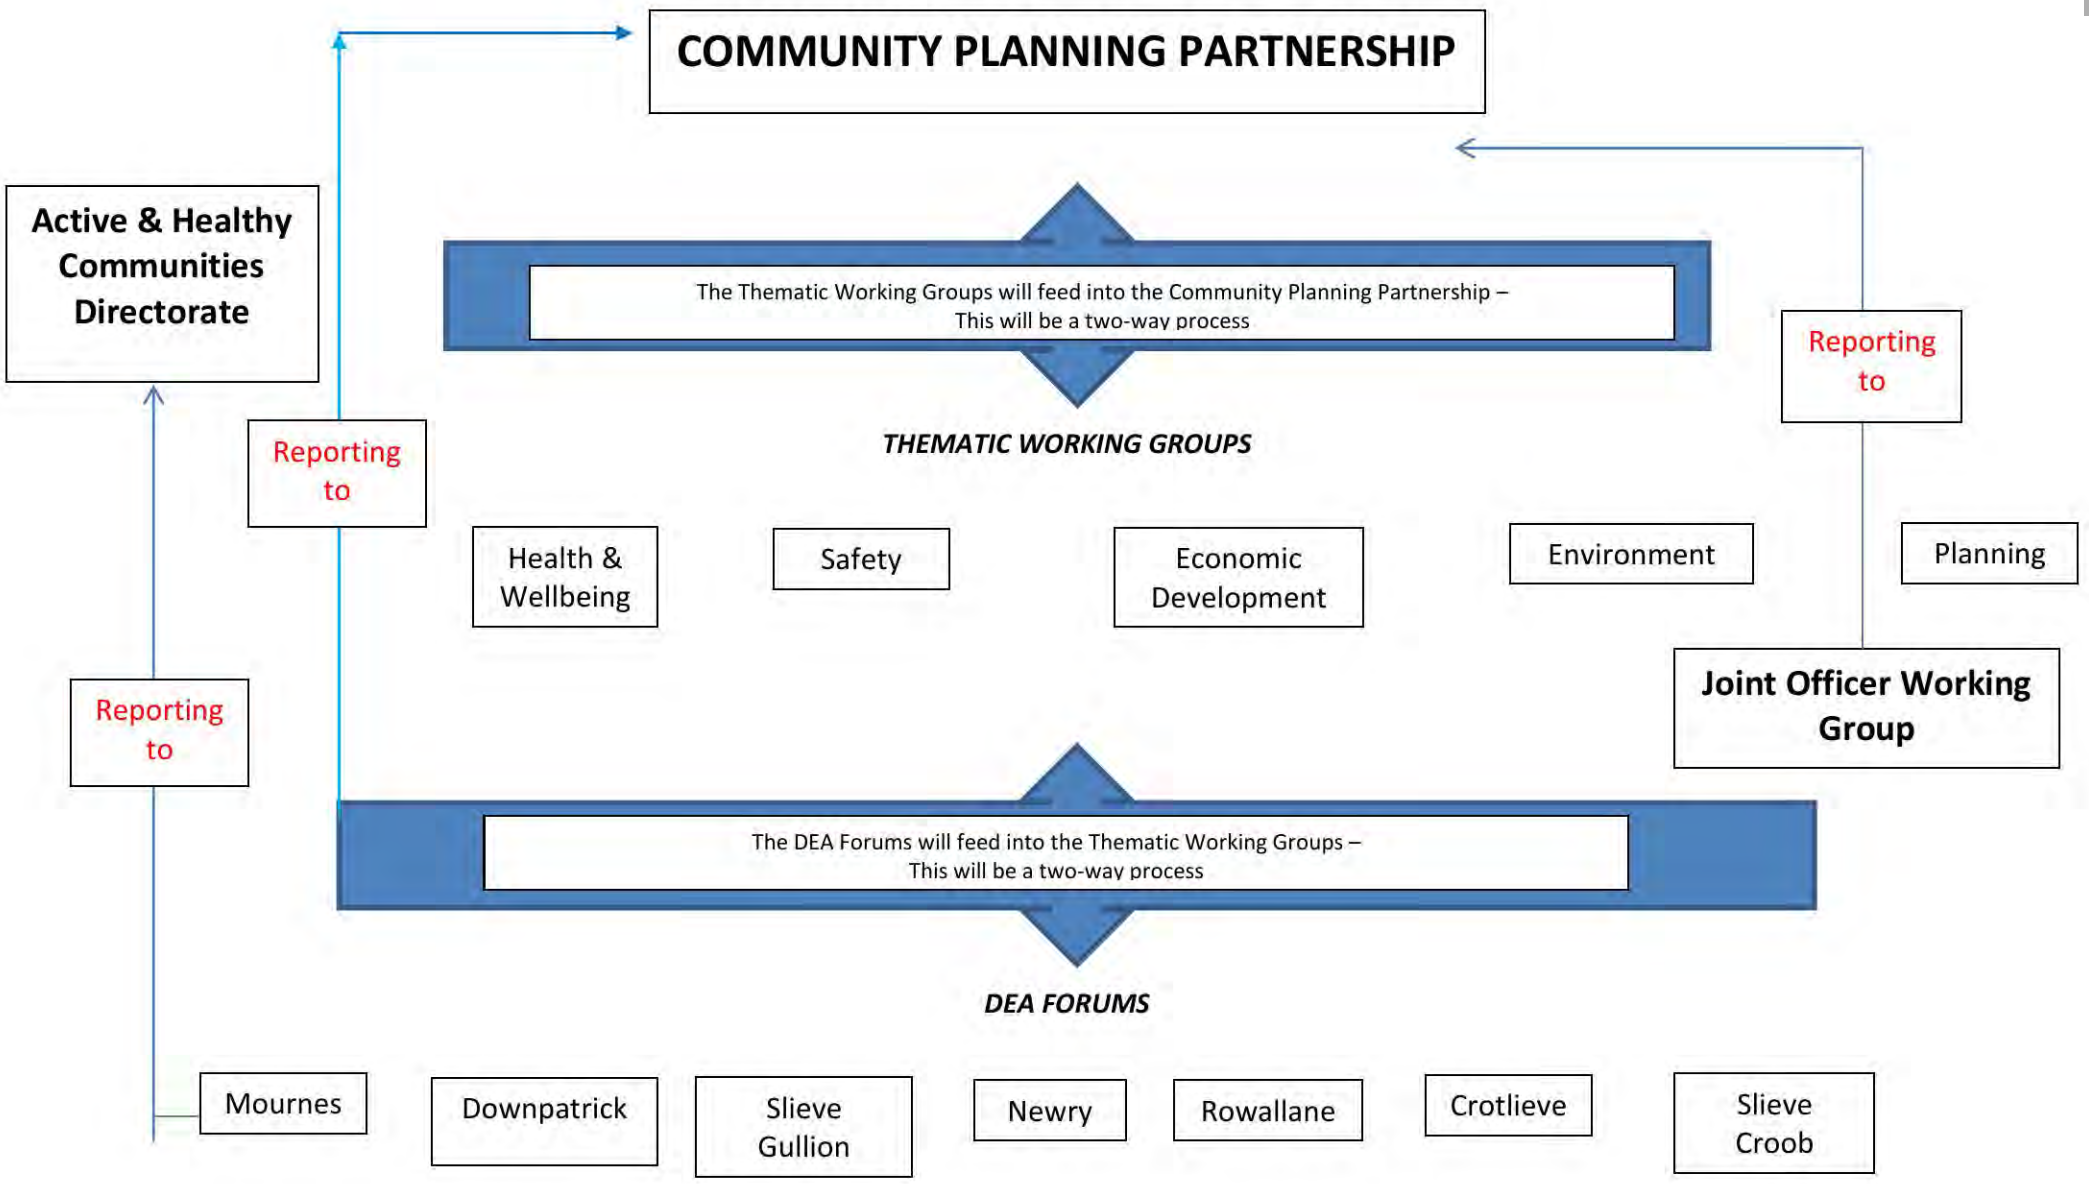 COMMUNITY PLANNING PARTNERSHIP
Active & Healthy
Communities
Directorate
The Thematic Working Groups will feed into the Community Planning Partnership –
This will be a two-way process
Reporting
to
Reporting
to
THEMATIC WORKING GROUPS
Health &
Wellbeing
Safety
Economic
Development
Environment
Planning
Joint Officer Working
Group
Reporting
to
The DEA Forums will feed into the Thematic Working Groups –
This will be a two-way process
DEA FORUMS
Mournes
Downpatrick
Slieve
Gullion
Newry
Rowallane
Crotlieve
Slieve
Croob